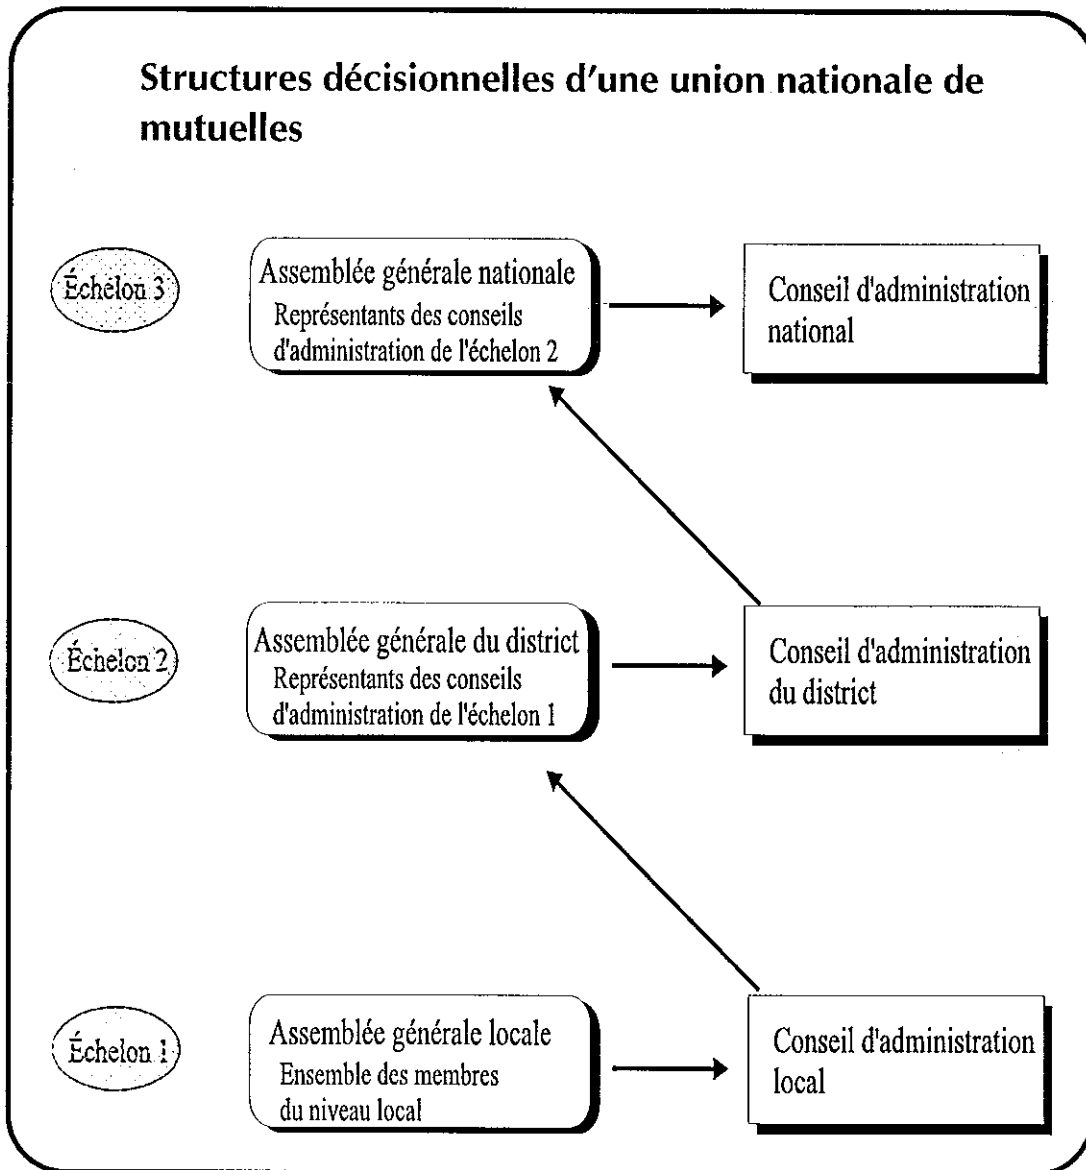 Structures décisionnelles d'une union nationale de
mutuelles
Échelon 3
Assemblée générale nationale
Représentants des conseils
d'administration de l'échelon 2
Conseil d'administration
national
Échelon 2
Assemblée générale du district
Représentants des conseils
d'administration de l'échelon 1
Conseil d'administration
du district
Échelon 1
Assemblée générale locale
Ensemble des membres
du niveau local
Conseil d'administration
local